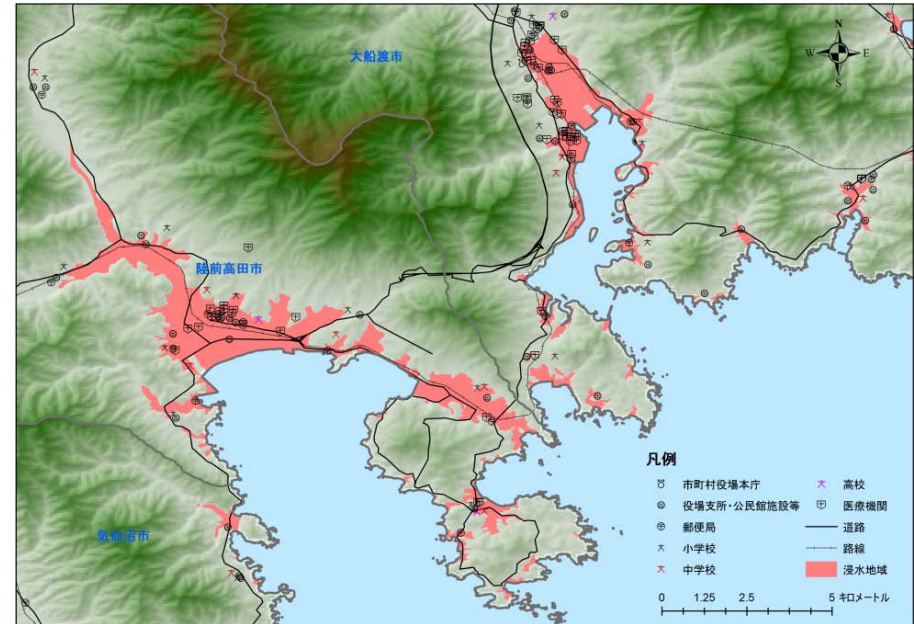 大船渡市
N
W E
S
陸前高田市
気仙沼市
凡例
市町村役場本庁
役場支所・公民館施設等
郵便局
小学校
中学校
高校
医療機関
道路
路線
浸水地域
0 1.25 2.5 5 キロメートル